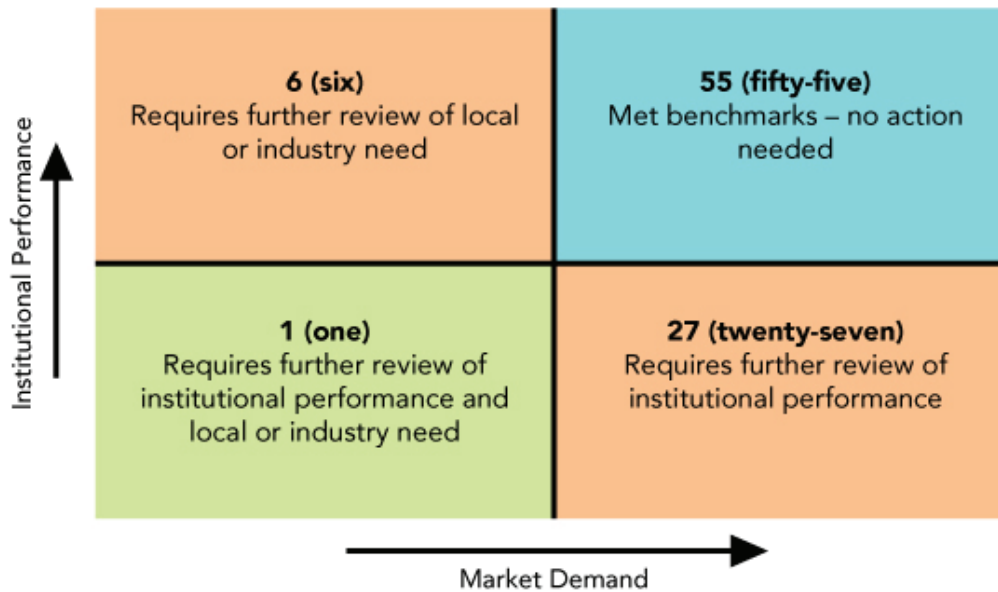 6 (six)
Requires further review of local
or industry need
55 (fifty-five)
Met benchmarks – no action
needed
Institutional Performance
1 (one)
Requires further review of
institutional performance and
local or industry need
27 (twenty-seven)
Requires further review of
institutional performance
Market Demand